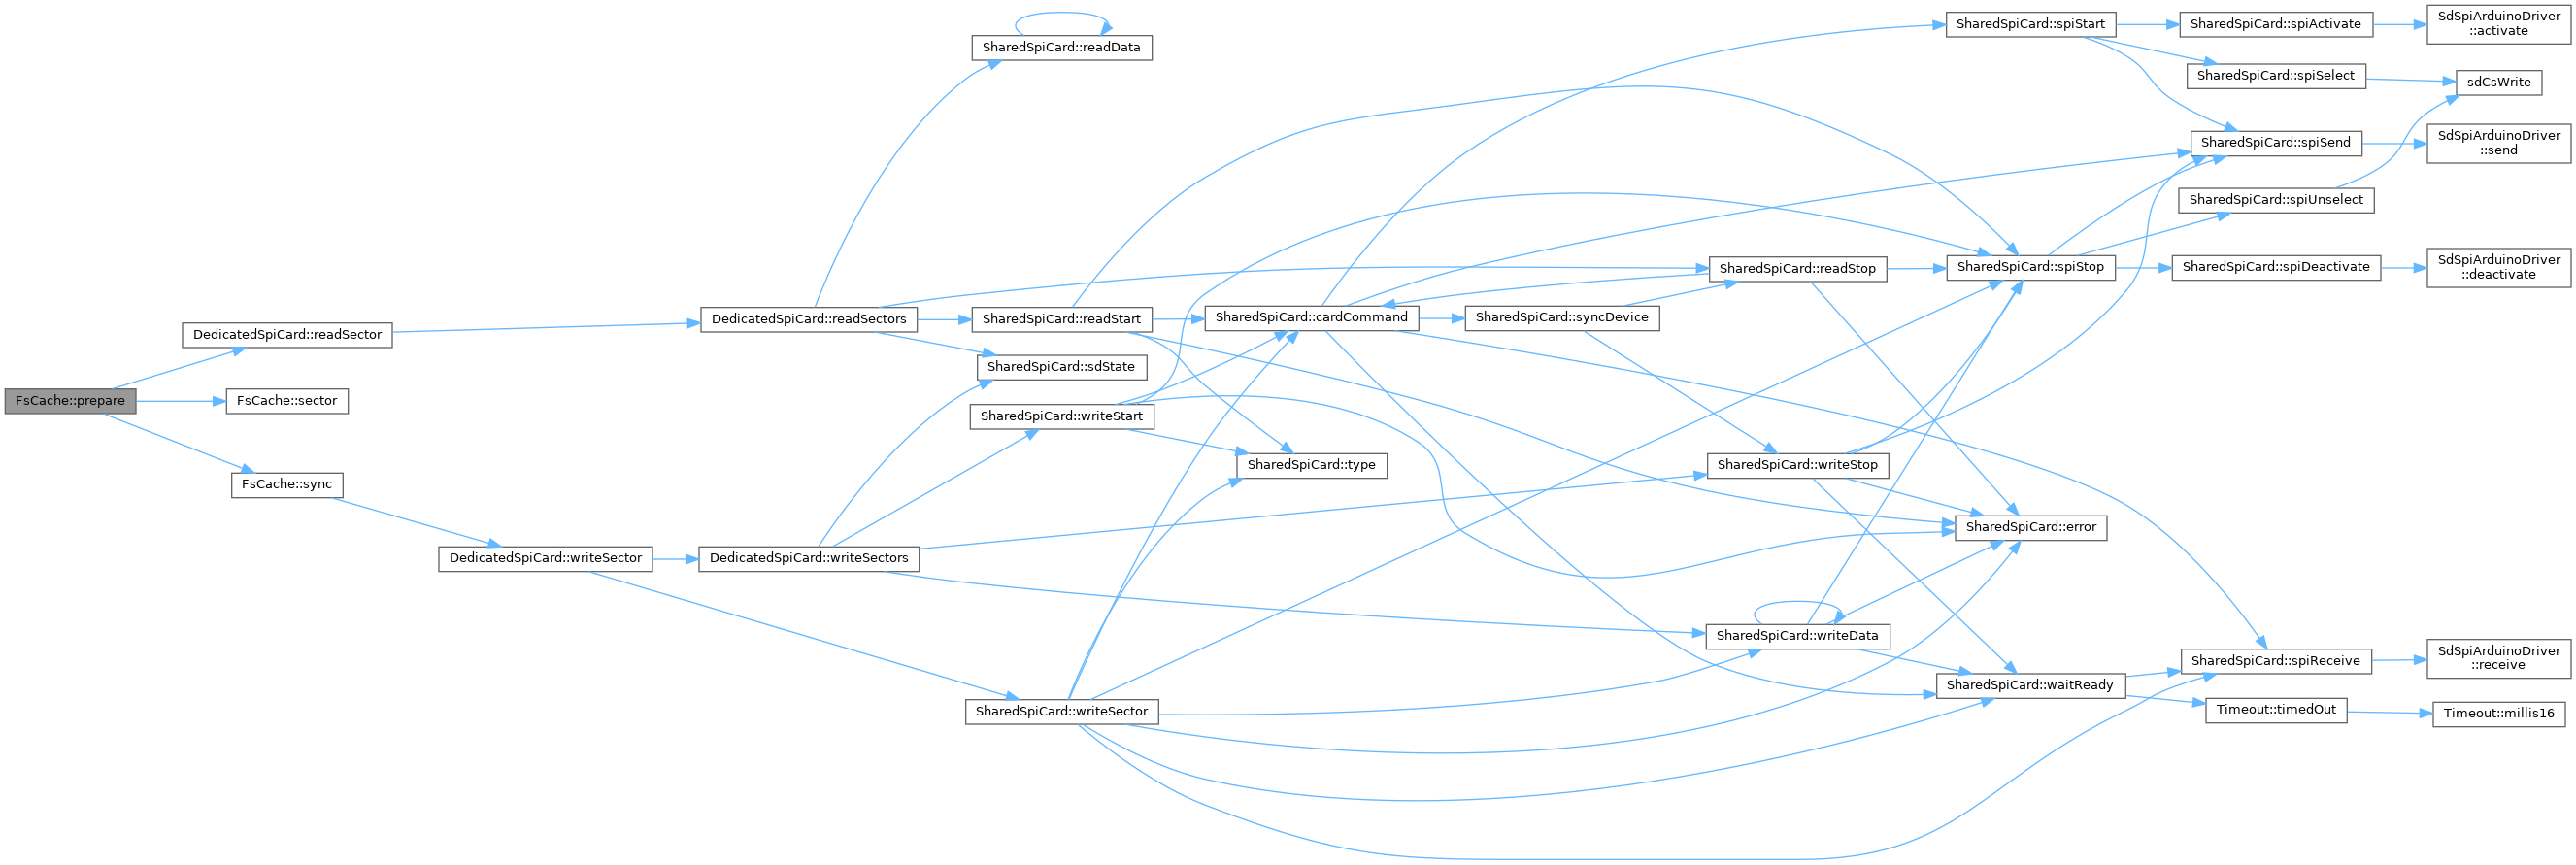 FsCache::prepare
DedicatedSpiCard::readSector
FsCache::sector
FsCache::sync
DedicatedSpiCard::writeSector
DedicatedSpiCard::readSectors
DedicatedSpiCard::writeSectors
SharedSpiCard::readData
SharedSpiCard::readStart
SharedSpiCard::sdState
SharedSpiCard::writeStart
SharedSpiCard::writeSector
SharedSpiCard::cardCommand
SharedSpiCard::type
SharedSpiCard::syncDevice
SharedSpiCard::readStop
SharedSpiCard::writeStop
SharedSpiCard::writeData
SharedSpiCard::spiStart
SharedSpiCard::spiStop
SharedSpiCard::error
SharedSpiCard::waitReady
SharedSpiCard::spiActivate
SharedSpiCard::spiSelect
SharedSpiCard::spiSend
SharedSpiCard::spiUnselect
SharedSpiCard::spiDeactivate
SharedSpiCard::spiReceive
Timeout::timedOut
SdSpiArduinoDriver
::activate
sdCsWrite
SdSpiArduinoDriver
::send
SdSpiArduinoDriver
::deactivate
SdSpiArduinoDriver
::receive
Timeout::millis16